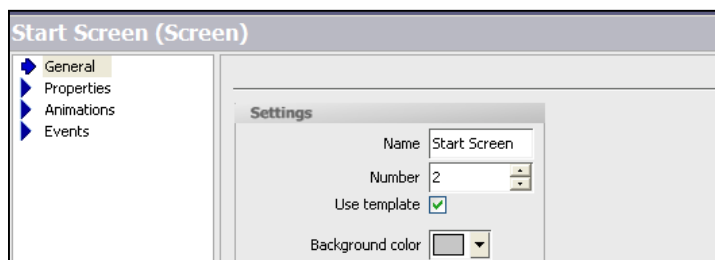 Start Screen (Screen)
General
Properties
Animations
Events
Settings
Name Start Screen
Number 2
Use template
Background color